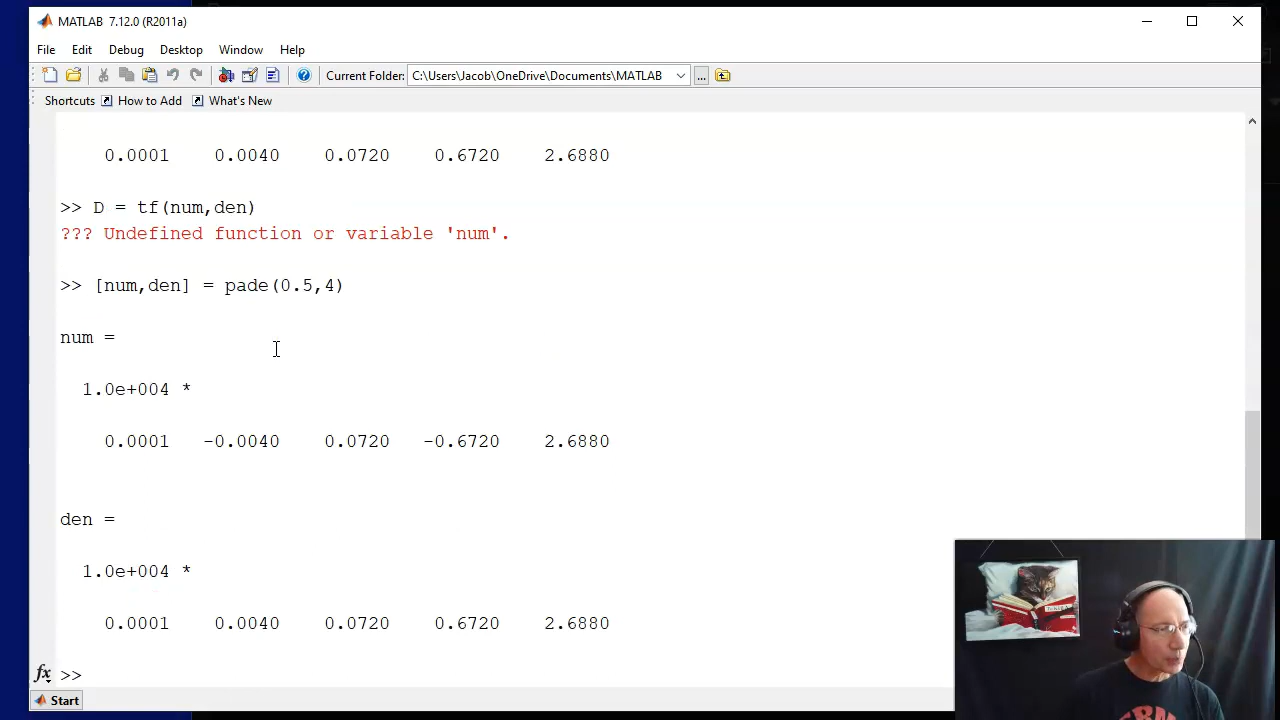 MATLAB 7.12.0 (R2011a)
File Edit Debug Desktop Window Help
Current Folder: C:\Users\Jacob\OneDrive\Documents\MATLAB ...
Shortcuts How to Add What's New
0.0001 0.0040 0.0720 0.6720 2.6880
>> D = tf(num,den)
??? Undefined function or variable 'num'.
>> [num,den] = pade(0.5,4)
num =
1.0e+004 *
0.0001 -0.0040 0.0720 -0.6720 2.6880
den =
1.0e+004 *
0.0001 0.0040 0.0720 0.6720 2.6880
fx >>
Start